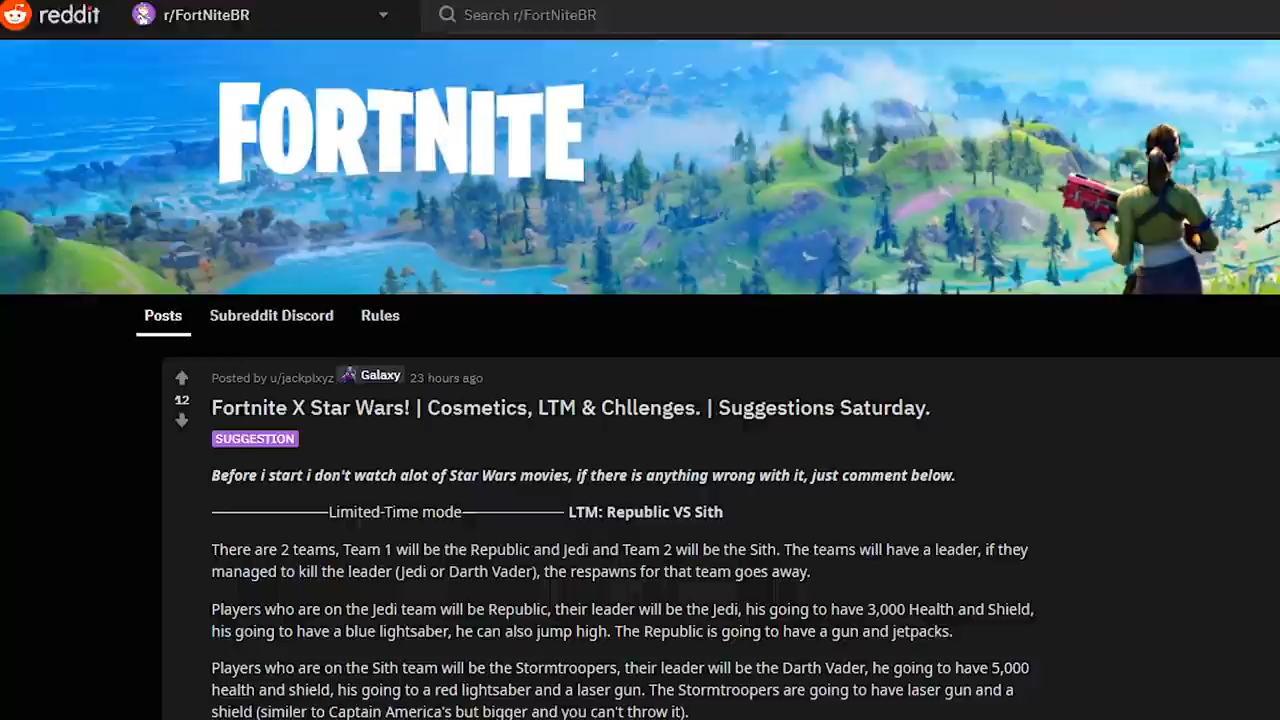 reddit r/FortNiteBR Search r/FortNiteBR
FORTNITE
Posts Subreddit Discord Rules
Posted by u/jackplxyz Galaxy 23 hours ago
12
Fortnite X Star Wars! | Cosmetics, LTM & Chllenges. | Suggestions Saturday.
SUGGESTION
Before i start i don't watch alot of Star Wars movies, if there is anything wrong with it, just comment below.
——————Limited-Time mode————— LTM: Republic VS Sith
There are 2 teams, Team 1 will be the Republic and Jedi and Team 2 will be the Sith. The teams will have a leader, if they
managed to kill the leader (Jedi or Darth Vader), the respawns for that team goes away.
Players who are on the Jedi team will be Republic, their leader will be the Jedi, his going to have 3,000 Health and Shield,
his going to have a blue lightsaber, he can also jump high. The Republic is going to have a gun and jetpacks.
Players who are on the Sith team will be the Stormtroopers, their leader will be the Darth Vader, he going to have 5,000
health and shield, his going to a red lightsaber and a laser gun. The Stormtroopers are going to have laser gun and a
shield (similar to Captain America's but bigger and you can't throw it).